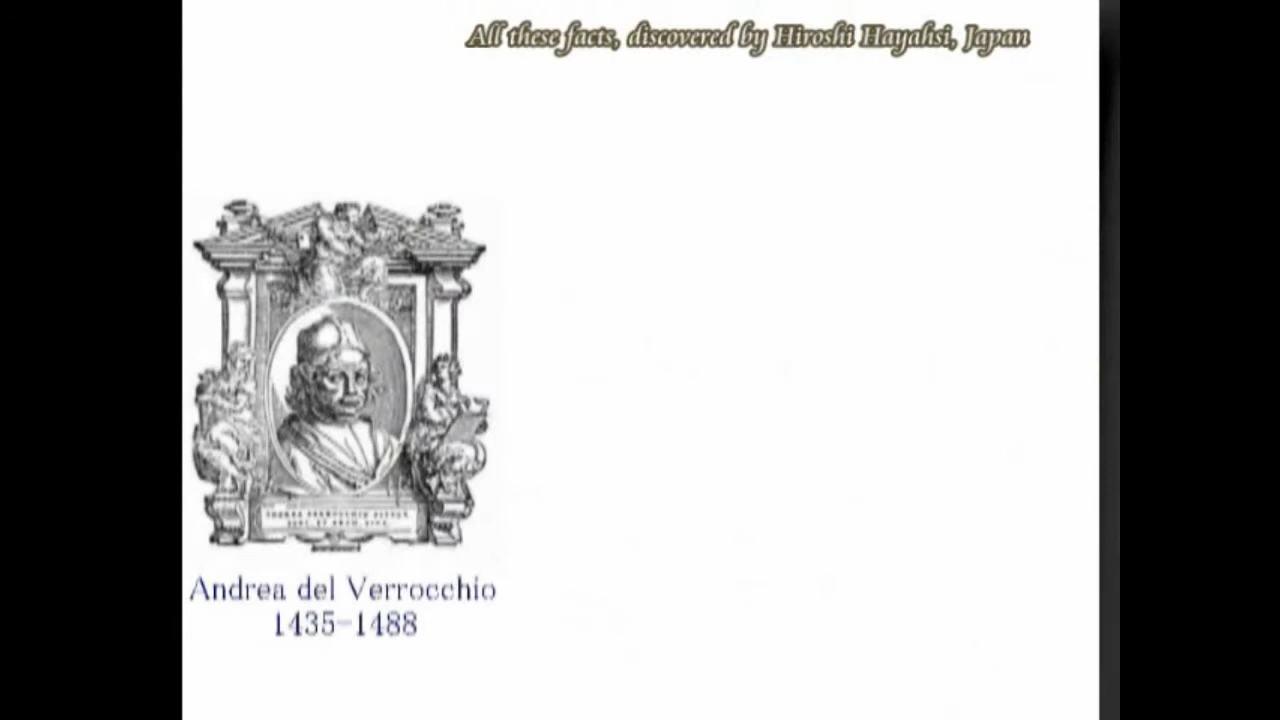 All these facts, discovered by Hiroshi Hayahsi, Japan
Andrea del Verrocchio
1435-1488